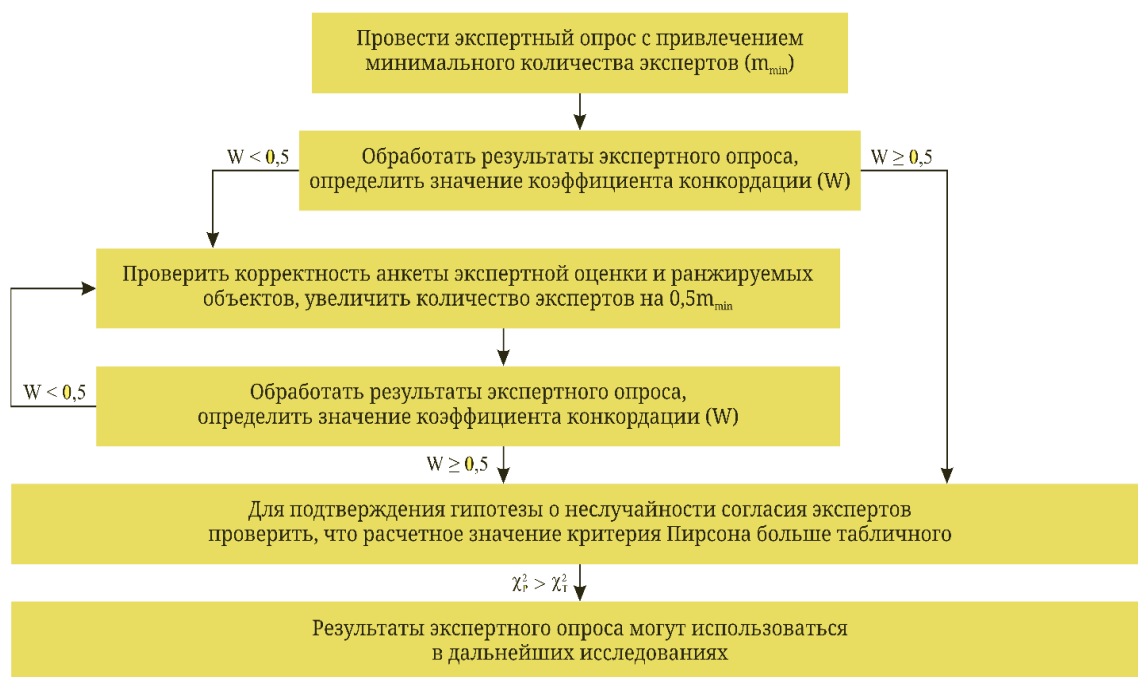 Провести экспертный опрос с привлечением
минимального количества экспертов (mmin)
W < 0,5
Обработать результаты экспертного опроса,
определить значение коэффициента конкордации (W)
W ≥ 0,5
Проверить корректность анкеты экспертной оценки и ранжируемых
объектов, увеличить количество экспертов на 0,5mmin
W < 0,5
Обработать результаты экспертного опроса,
определить значение коэффициента конкордации (W)
W ≥ 0,5
Для подтверждения гипотезы о неслучайности согласия экспертов
проверить, что расчетное значение критерия Пирсона больше табличного
χ²р > χ²т
Результаты экспертного опроса могут использоваться
в дальнейших исследованиях